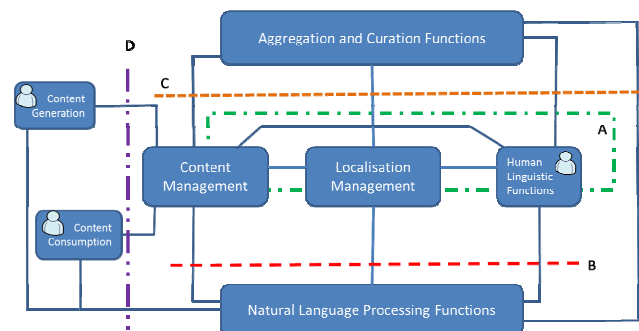 Aggregation and Curation Functions
D
C
Content
Generation
A
Content
Management
Localisation
Management
Human
Linguistic
Functions
Content
Consumption
B
Natural Language Processing Functions